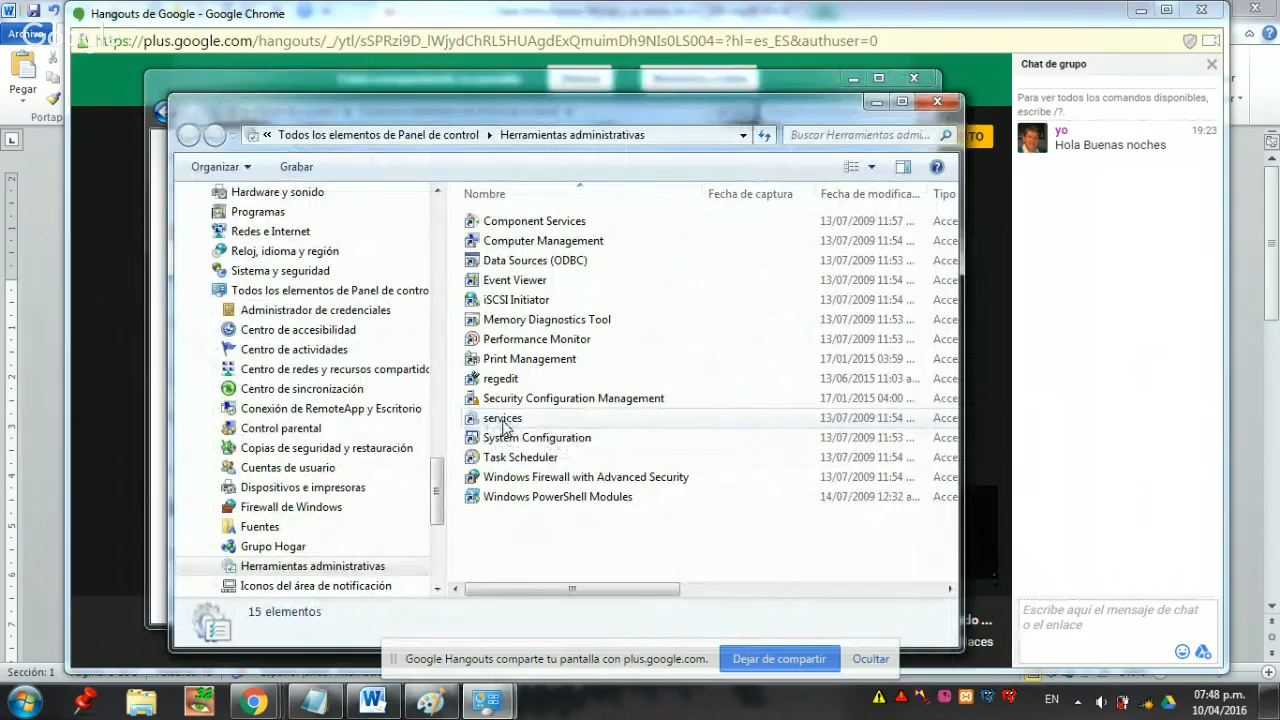 Hangouts de Google - Google Chrome
Archivo
https://plus.google.com/hangouts/_/ytl/sSPRzi9D_lWjydChRL5HUAgdExQmuimDh9NIs0LS004=?hl=es_ES&authuser=0
Pegar
Portap
Chat de grupo
Para ver todos los comandos disponibles,
escribe /?.
yo 19:23
Hola Buenas noches
Todos los elementos de Panel de control
Herramientas administrativas
Buscar Herramientas admi...
TO
Organizar
Grabar
Nombre Fecha de captura Fecha de modifica... Tipo
Hardware y sonido
Programas
Redes e Internet
Reloj, idioma y región
Sistema y seguridad
Todos los elementos de Panel de contro
Administrador de credenciales
Centro de accesibilidad
Centro de actividades
Centro de redes y recursos compartido
Centro de sincronización
Conexión de RemoteApp y Escritorio
Control parental
Copias de seguridad y restauración
Cuentas de usuario
Dispositivos e impresoras
Firewall de Windows
Fuentes
Grupo Hogar
Herramientas administrativas
Iconos del área de notificación
Component Services 13/07/2009 11:57 ... Acce
Computer Management 13/07/2009 11:54 ... Acce
Data Sources (ODBC) 13/07/2009 11:53 ... Acce
Event Viewer 13/07/2009 11:54 ... Acce
iSCSI Initiator 13/07/2009 11:54 ... Acce
Memory Diagnostics Tool 13/07/2009 11:53 ... Acce
Performance Monitor 13/07/2009 11:53 ... Acce
Print Management 17/01/2015 03:59 ... Acce
regedit 13/06/2015 11:03 a... Acce
Security Configuration Management 17/01/2015 04:00 ... Acce
services 13/07/2009 11:54 ... Acce
System Configuration 13/07/2009 11:53 ... Acce
Task Scheduler 13/07/2009 11:54 ... Acce
Windows Firewall with Advanced Security 13/07/2009 11:54 ... Acce
Windows PowerShell Modules 14/07/2009 12:32 a... Acce
15 elementos
do ...
laces
Escribe aquí el mensaje de chat
o el enlace
Google Hangouts comparte tu pantalla con plus.google.com.
Dejar de compartir
Ocultar
Sección: 1
EN
07:48 p.m.
10/04/2016